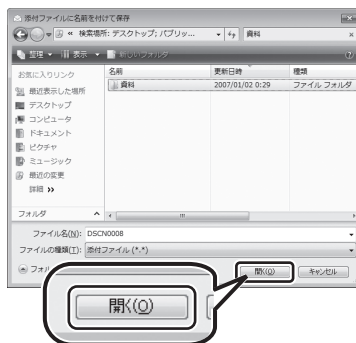 添付ファイルに名前を付けて保存
« 検索場所: デスクトップ; パブリッ... 資料
整理 表示 新しいフォルダ
お気に入りリンク
最近表示した場所
デスクトップ
コンピュータ
ドキュメント
ピクチャ
ミュージック
最近の変更
詳細 »
フォルダ
名前 更新日時 種類
資料 2007/01/02 0:29 ファイル フォルダ
ファイル名(N): DSCN0008
ファイルの種類(T): 添付ファイル (*.*)
フォル
開く(O) キャンセル
開く(O)